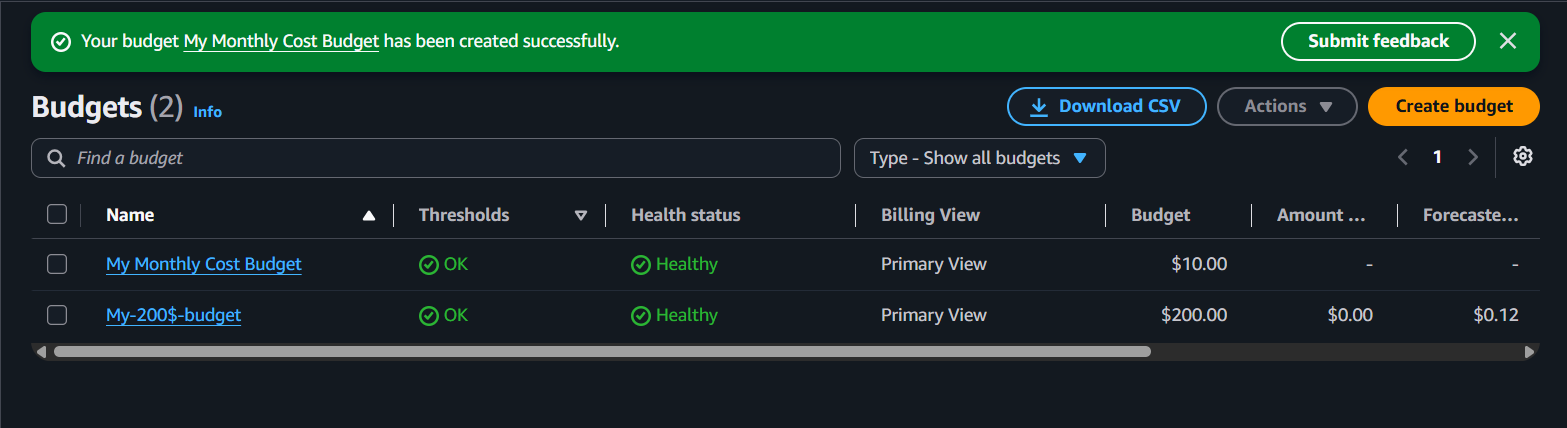 Your budget My Monthly Cost Budget has been created successfully. Submit feedback
Budgets (2) Info Download CSV Actions Create budget
Find a budget Type - Show all budgets 1
Name Thresholds Health status Billing View Budget Amount ... Forecaste...
My Monthly Cost Budget OK Healthy Primary View $10.00 - -
My-200$-budget OK Healthy Primary View $200.00 $0.00 $0.12